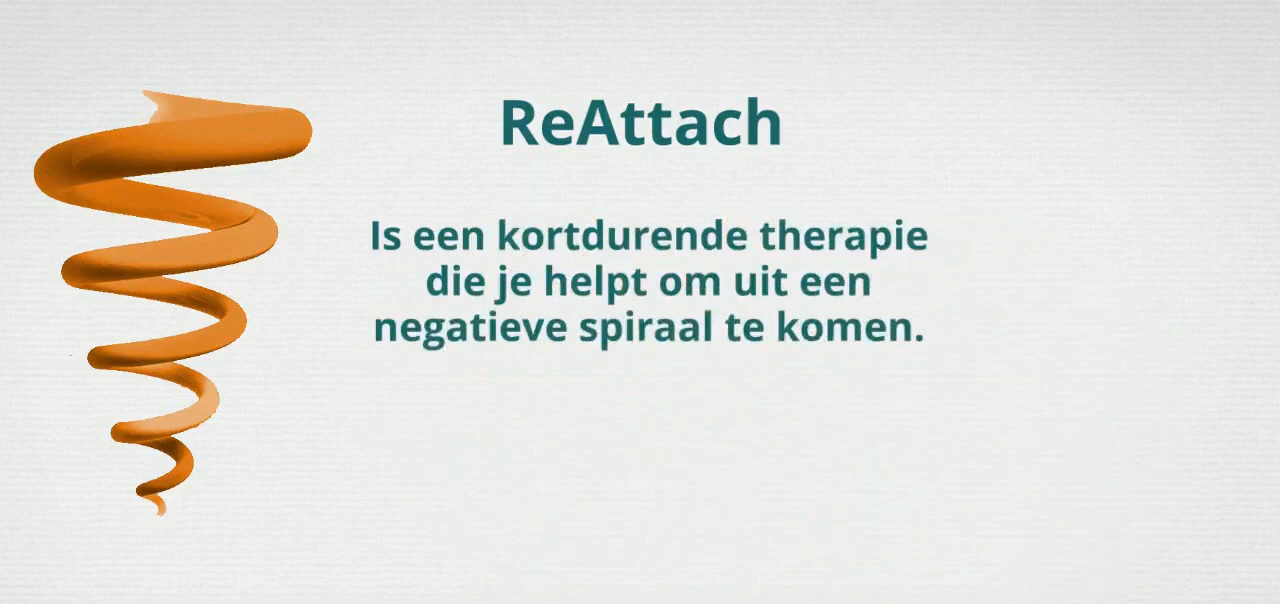 ReAttach
Is een kortdurende therapie
die je helpt om uit een
negatieve spiraal te komen.